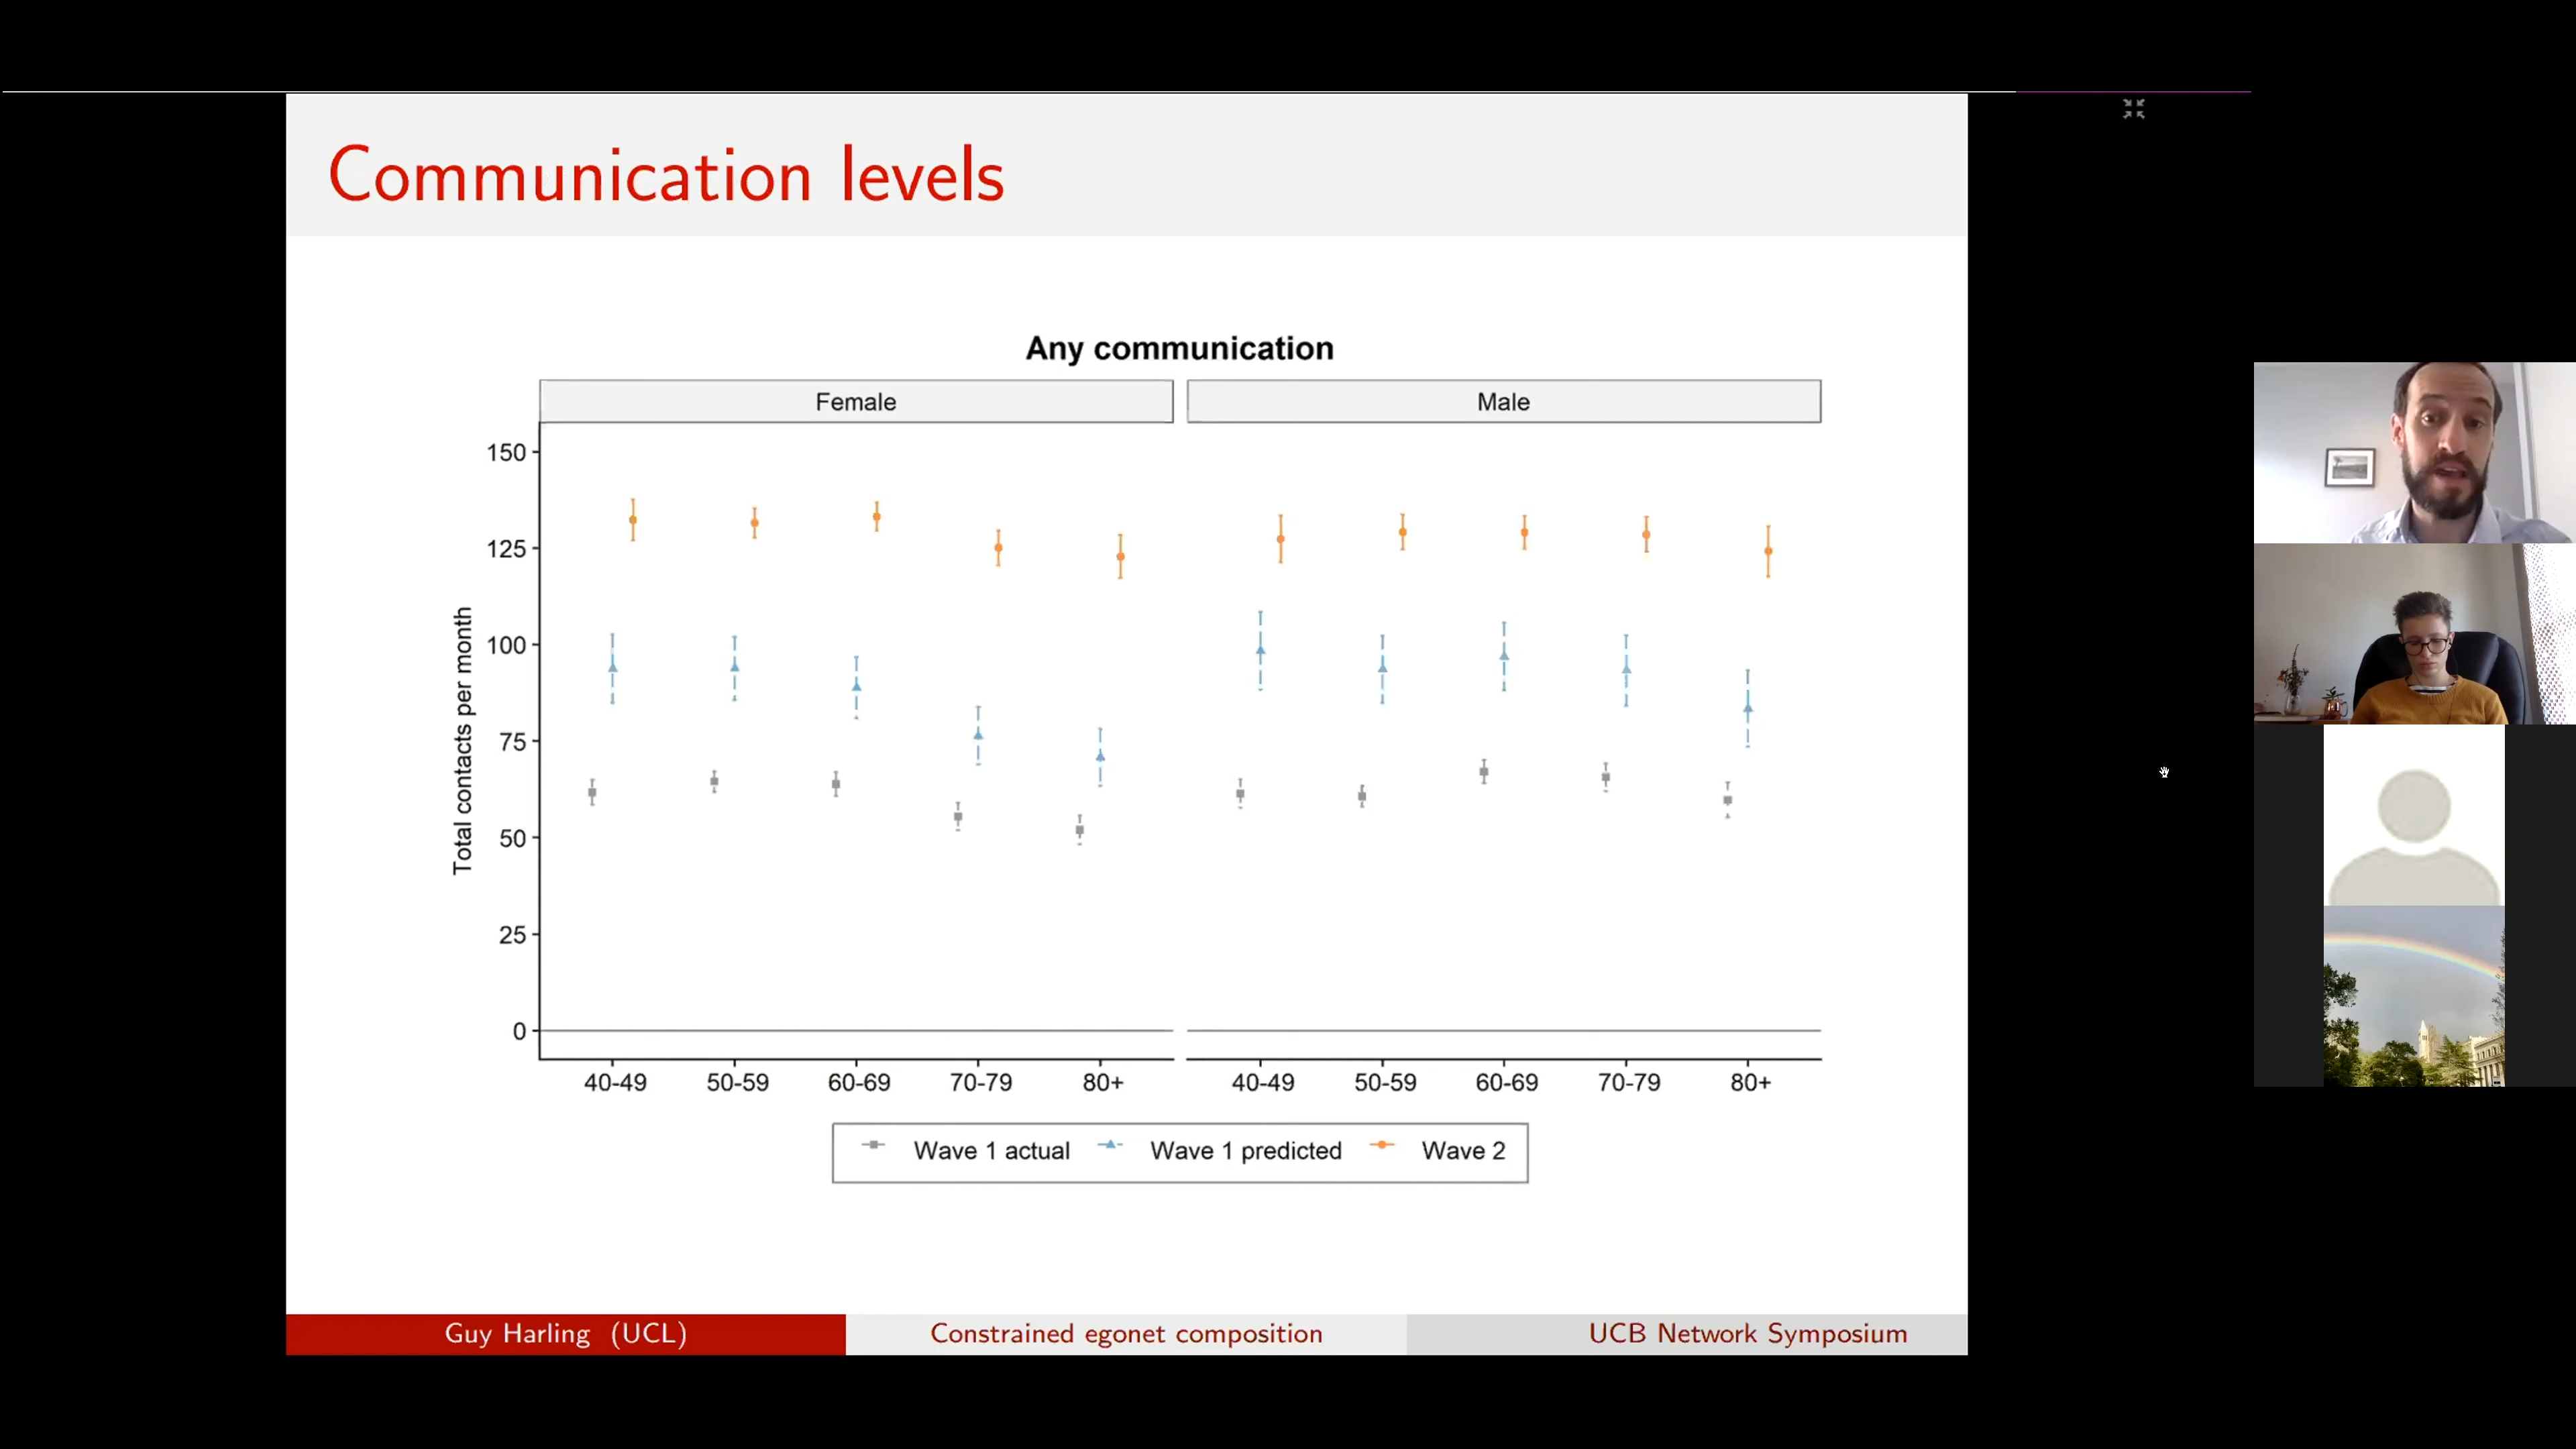 Communication levels
Any communication
Female
Male
Total contacts per month
150
125
100
75
50
25
0
40-49 50-59 60-69 70-79 80+
40-49 50-59 60-69 70-79 80+
Wave 1 actual Wave 1 predicted Wave 2
Guy Harling (UCL)
Constrained egonet composition
UCB Network Symposium